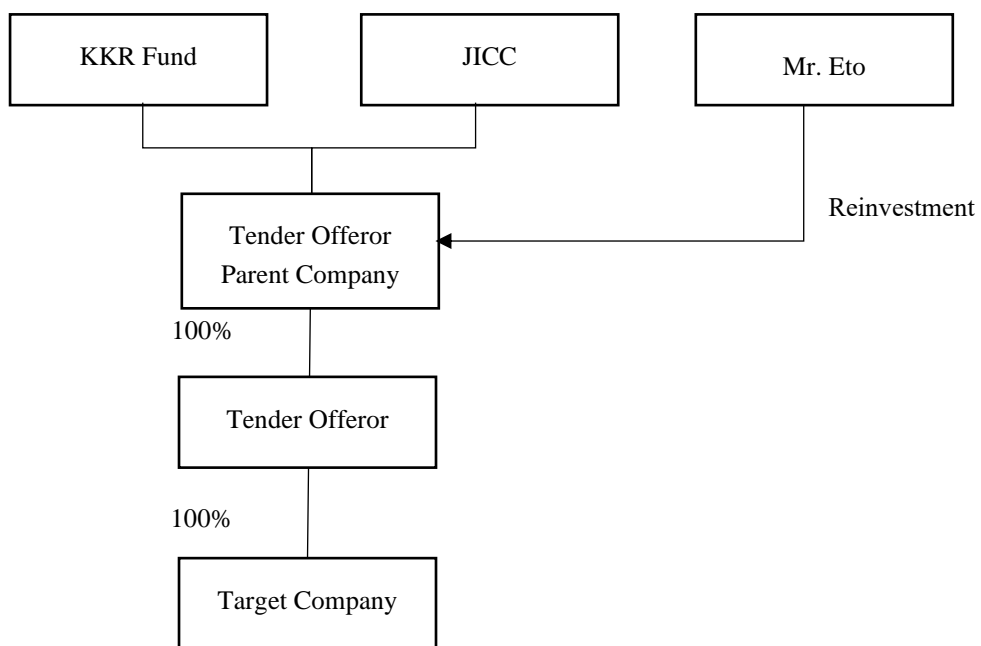 KKR Fund
JICC
Mr. Eto
Reinvestment
Tender Offeror
Parent Company
100%
Tender Offeror
100%
Target Company